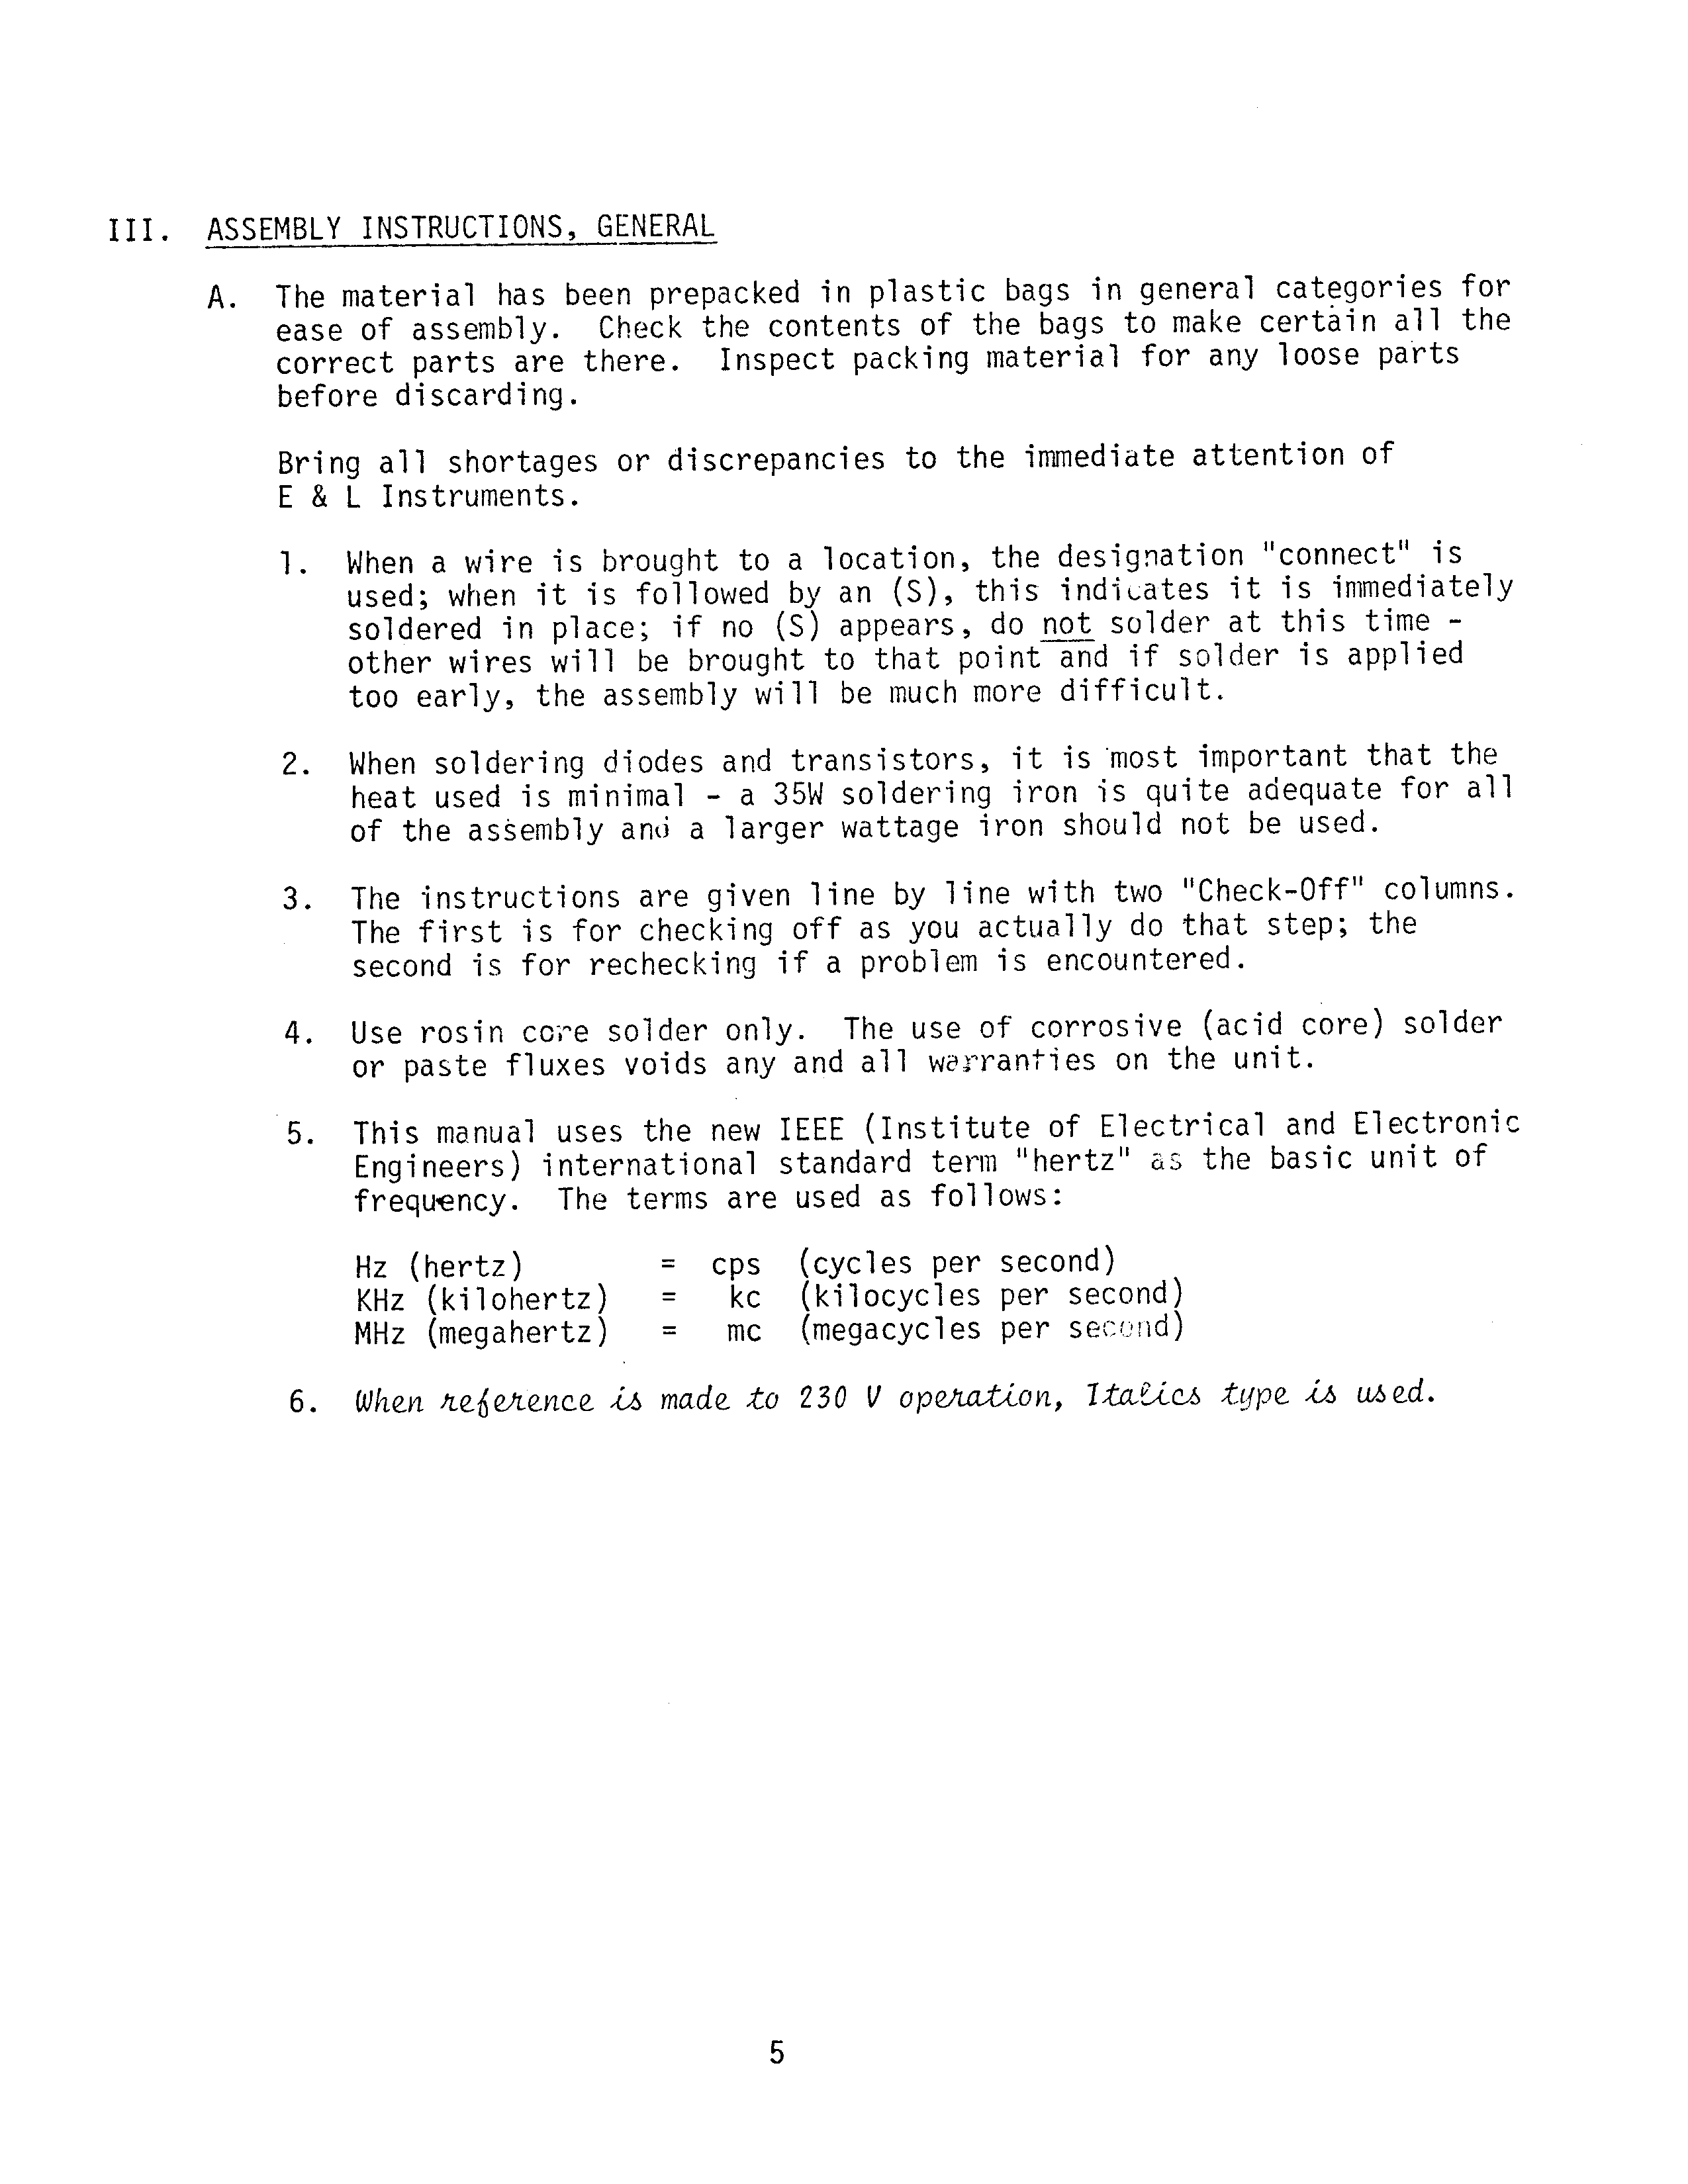 III. ASSEMBLY INSTRUCTIONS, GENERAL
A. The material has been prepacked in plastic bags in general categories for
ease of assembly. Check the contents of the bags to make certain all the
correct parts are there. Inspect packing material for any loose parts
before discarding.
Bring all shortages or discrepancies to the immediate attention of
E & L Instruments.
1. When a wire is brought to a location, the designation "connect" is
used; when it is followed by an (S), this indicates it is immediately
soldered in place; if no (S) appears, do not solder at this time -
other wires will be brought to that point and if solder is applied
too early, the assembly will be much more difficult.
2. When soldering diodes and transistors, it is most important that the
heat used is minimal - a 35W soldering iron is quite adequate for all
of the assembly and a larger wattage iron should not be used.
3. The instructions are given line by line with two "Check-Off" columns.
The first is for checking off as you actually do that step; the
second is for rechecking if a problem is encountered.
4. Use rosin core solder only. The use of corrosive (acid core) solder
or paste fluxes voids any and all warranties on the unit.
5. This manual uses the new IEEE (Institute of Electrical and Electronic
Engineers) international standard term "hertz" as the basic unit of
frequency. The terms are used as follows:
Hz (hertz) = cps (cycles per second)
KHz (kilohertz) = kc (kilocycles per second)
MHz (megahertz) = mc (megacycles per second)
6. When reference is made to 230 V operation, Italics type is used.
5